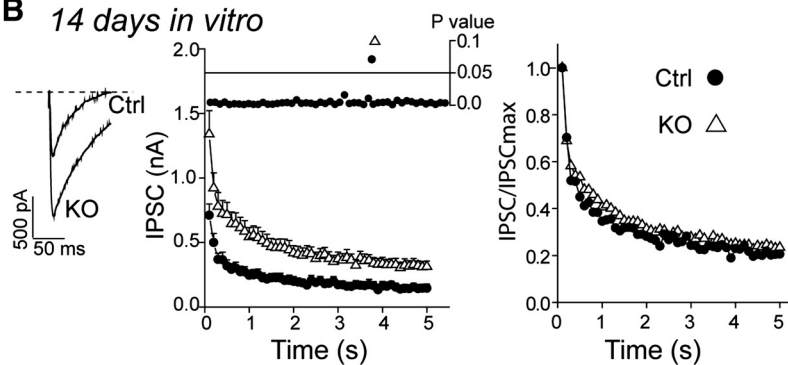 B
14 days in vitro
P value
2.0
0.1
0.05
0.0
1.5
1.0
0.5
0.0
IPSC (nA)
0 1 2 3 4 5
Time (s)
Ctrl
KO
500 pA
50 ms
1.0
0.8
0.6
0.4
0.2
0.0
IPSC/IPSCmax
Ctrl
KO
0 1 2 3 4 5
Time (s)